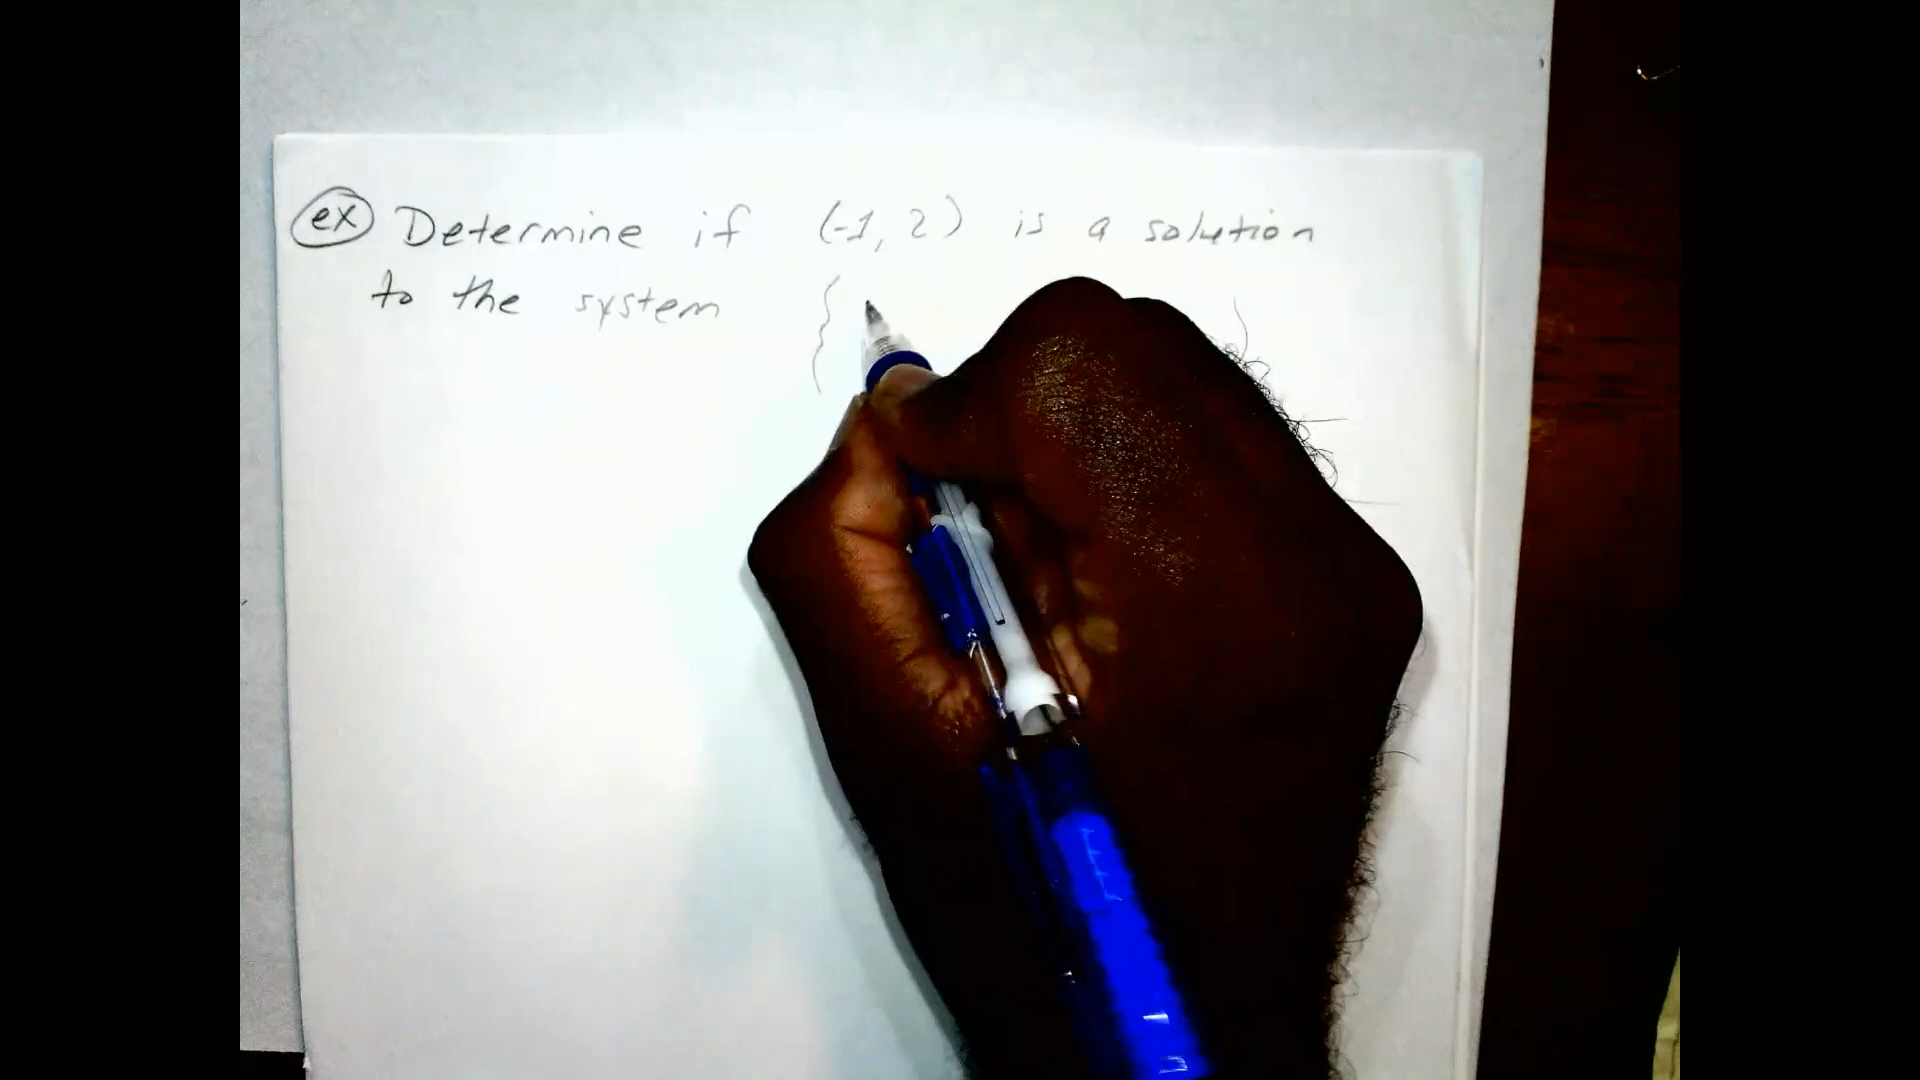 ex Determine if (-1, 2) is a solution
to the system {